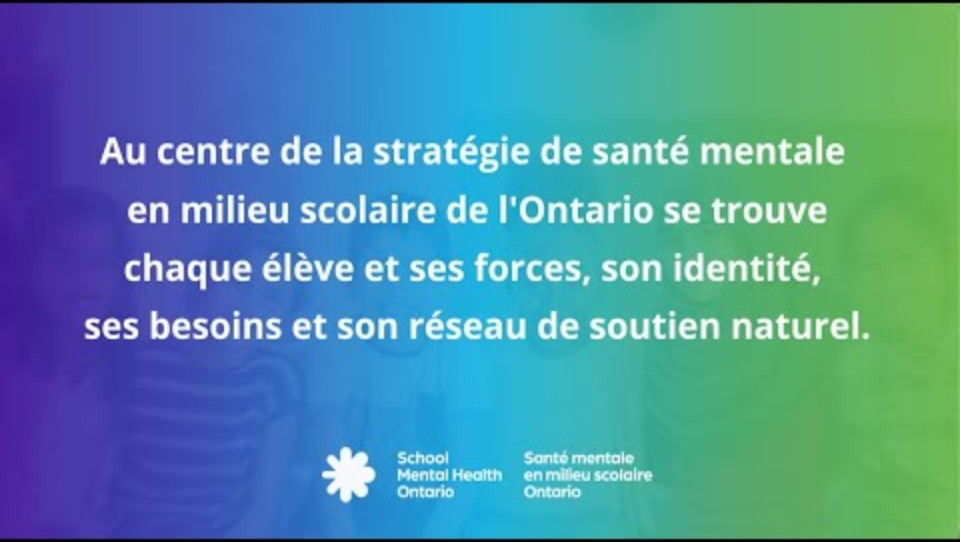 Au centre de la stratégie de santé mentale
en milieu scolaire de l'Ontario se trouve
chaque élève et ses forces, son identité,
ses besoins et son réseau de soutien naturel.
School
Mental Health
Ontario
Santé mentale
en milieu scolaire
Ontario